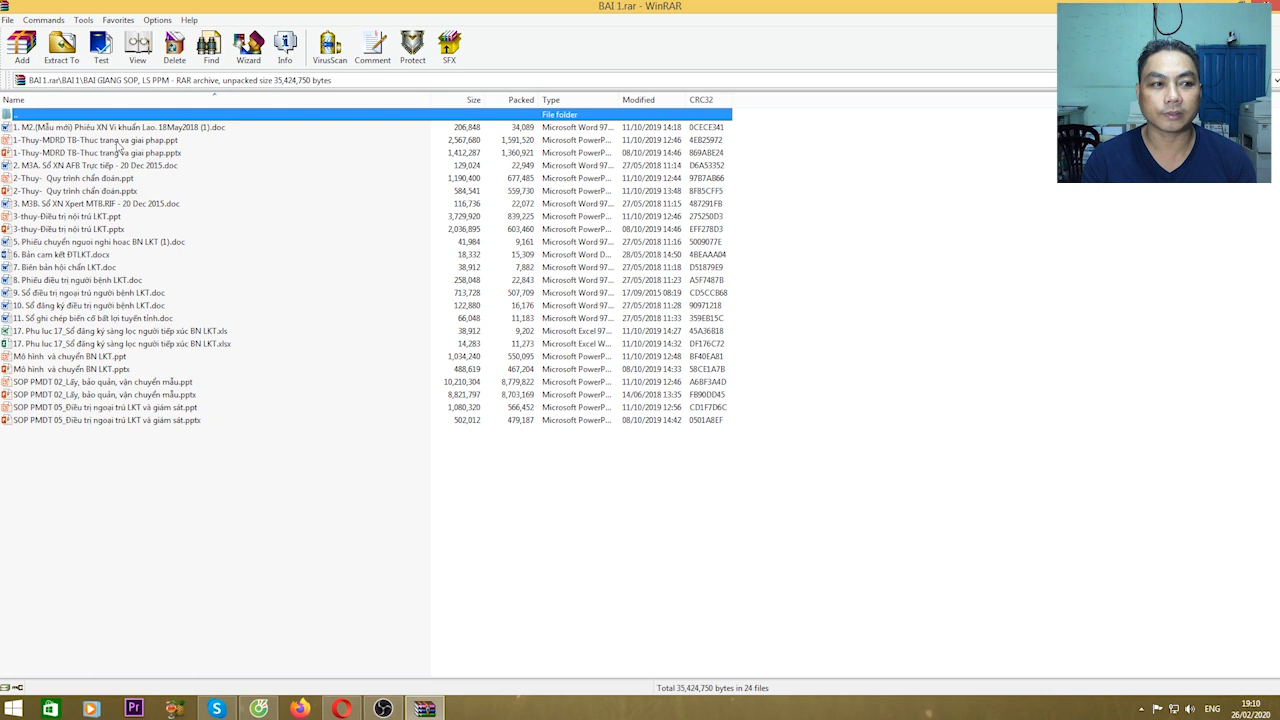 BAI 1.rar - WinRAR
File Commands Tools Favorites Options Help
Add Extract To Test View Delete Find Wizard Info VirusScan Comment Protect SFX
BAI 1.rar\BAI 1\BAI GIANG SOP, LS PPM - RAR archive, unpacked size 35,424,750 bytes
Name Size Packed Type Modified CRC32
.. File folder
1. M2.(Mẫu mới) Phiếu XN Vi khuẩn Lao. 18May2018 (1).doc 206,848 34,089 Microsoft Word 97... 11/10/2019 14:18 0CECE341
1-Thuy-MDRD TB-Thuc trang va giai phap.ppt 2,567,680 1,591,520 Microsoft PowerP... 11/10/2019 12:46 4EB25972
1-Thuy-MDRD TB-Thuc trang va giai phap.pptx 1,412,287 1,360,921 Microsoft PowerP... 08/10/2019 14:46 869ABE24
2. M3A. Sổ XN AFB Trực tiếp - 20 Dec 2015.doc 129,024 22,949 Microsoft Word 97... 27/05/2018 11:14 D6A53352
2-Thuy- Quy trình chẩn đoán.ppt 1,190,400 677,485 Microsoft PowerP... 11/10/2019 12:44 97B7AB66
2-Thuy- Quy trình chẩn đoán.pptx 584,541 559,730 Microsoft PowerP... 11/10/2019 13:48 8F85CFF5
3. M3B. Sổ XN Xpert MTB.RIF - 20 Dec 2015.doc 116,736 22,072 Microsoft Word 97... 27/05/2018 11:15 487291FB
3-thuy-Điều trị nội trú LKT.ppt 3,729,920 839,225 Microsoft PowerP... 11/10/2019 12:46 275250D3
3-thuy-Điều trị nội trú LKT.pptx 2,036,895 603,460 Microsoft PowerP... 08/10/2019 14:46 EFF278D3
5. Phiếu chuyển nguoi nghi hoac BN LKT (1).doc 41,984 9,161 Microsoft Word 97... 27/05/2018 11:16 5009077E
6. Bản cam kết ĐTLKT.docx 18,332 15,309 Microsoft Word D... 28/05/2018 14:50 4BEAAA04
7. Biên bản hội chẩn LKT.doc 38,912 7,882 Microsoft Word 97... 27/05/2018 11:18 D51879E9
8. Phiếu điều trị người bệnh LKT.doc 258,048 22,843 Microsoft Word 97... 27/05/2018 11:23 A5F7487B
9. Sổ điều trị ngoại trú người bệnh LKT.doc 713,728 507,709 Microsoft Word 97... 17/09/2015 08:19 CD5CCB68
10. Sổ đăng ký điều trị người bệnh LKT.doc 122,880 16,176 Microsoft Word 97... 27/05/2018 11:28 90971218
11. Sổ ghi chép biến cố bất lợi tuyến tỉnh.doc 66,048 11,183 Microsoft Word 97... 27/05/2018 11:33 359EB15C
17. Phu luc 17_Sổ đăng ký sàng lọc người tiếp xúc BN LKT.xls 38,912 9,202 Microsoft Excel 97... 11/10/2019 14:27 45A36B18
17. Phu luc 17_Sổ đăng ký sàng lọc người tiếp xúc BN LKT.xlsx 14,283 11,273 Microsoft Excel W... 11/10/2019 14:32 DF176C72
Mô hình và chuyển BN LKT.ppt 1,034,240 550,095 Microsoft PowerP... 11/10/2019 12:48 BF40EA81
Mô hình và chuyển BN LKT.pptx 488,619 467,204 Microsoft PowerP... 08/10/2019 14:33 58CE1A7B
SOP PMDT 02_Lấy, bảo quản, vận chuyển mẫu.ppt 10,210,304 8,779,822 Microsoft PowerP... 11/10/2019 12:46 A6BF3A4D
SOP PMDT 02_Lấy, bảo quản, vận chuyển mẫu.pptx 8,821,797 8,703,169 Microsoft PowerP... 14/06/2018 13:35 FB90DD45
SOP PMDT 05_Điều trị ngoại trú LKT và giám sát.ppt 1,080,320 566,452 Microsoft PowerP... 11/10/2019 12:56 CD1F7D6C
SOP PMDT 05_Điều trị ngoại trú LKT và giám sát.pptx 502,012 479,187 Microsoft PowerP... 08/10/2019 14:42 0501A8EF
Total 35,424,750 bytes in 24 files
ENG
19:10
26/02/2020